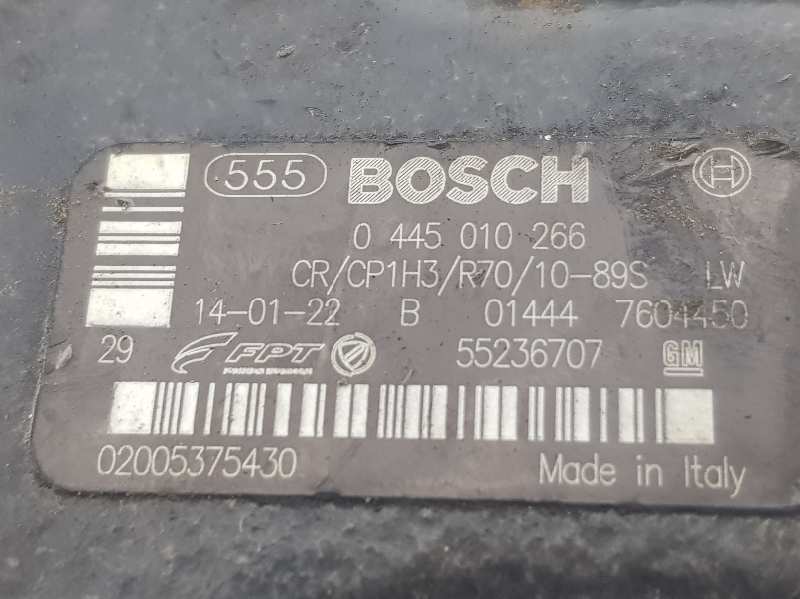 555 BOSCH
0 445 010 266
CR/CP1H3/R70/10-89S LW
14-01-22 B 01444 7604450
29 FPT 55236707 GM
02005375430 Made in Italy